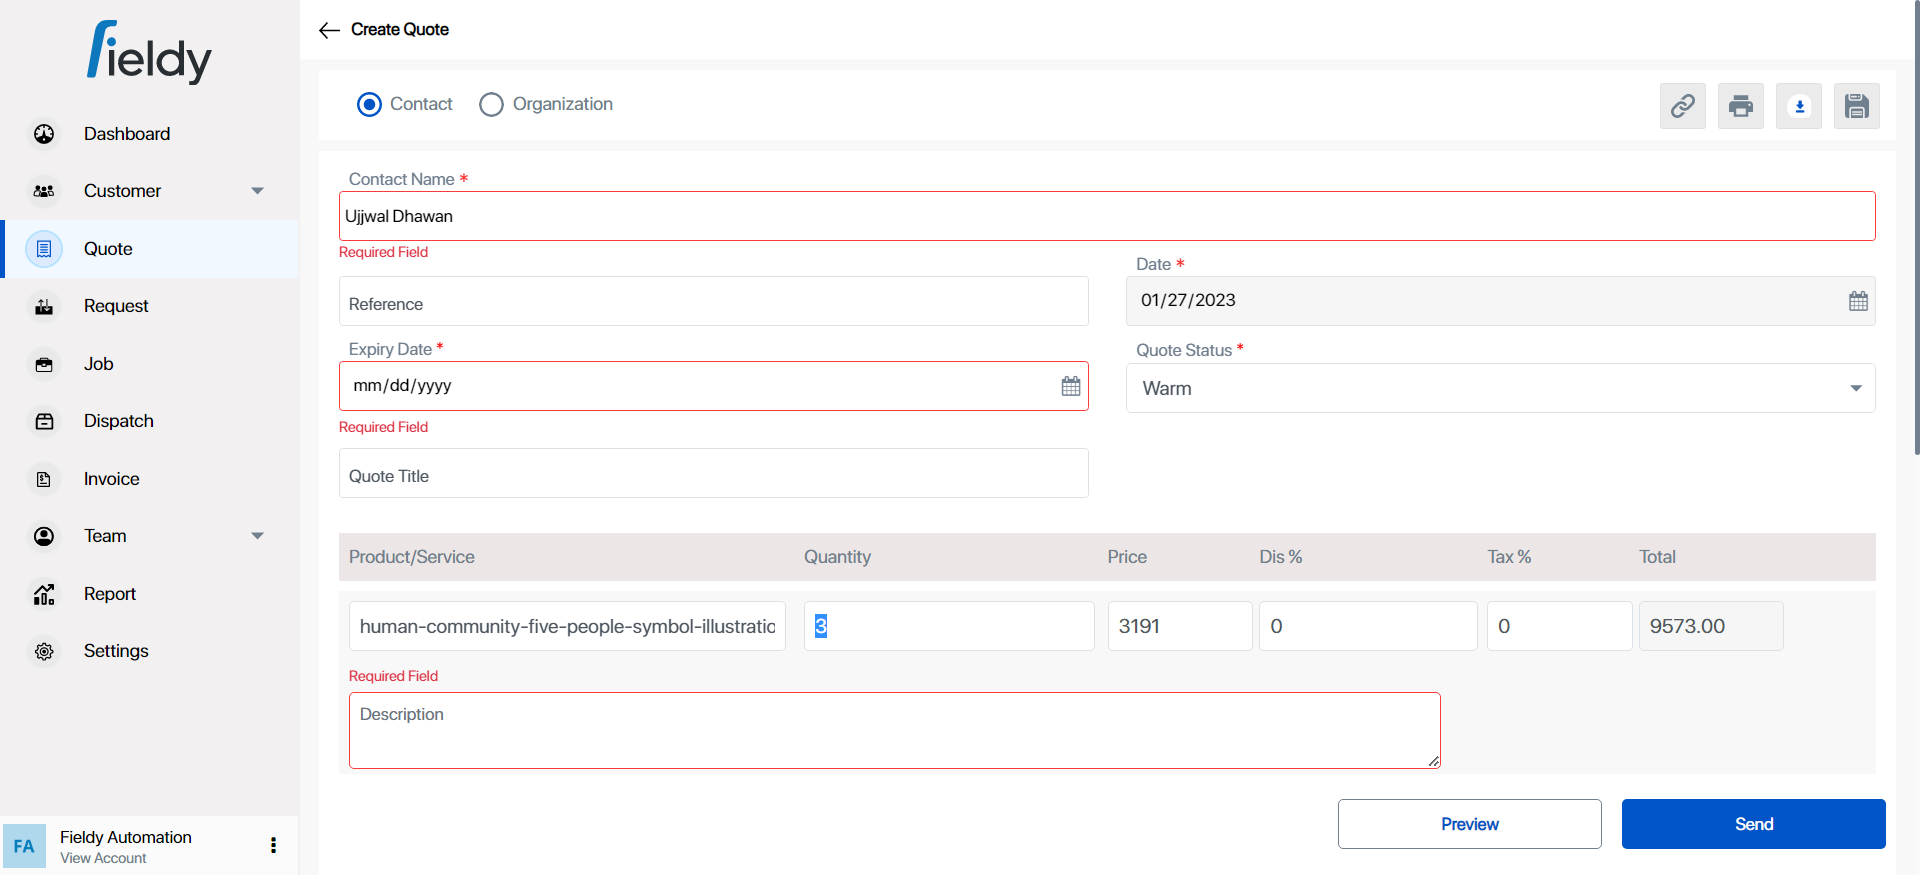 fieldy
Create Quote
Contact
Organization
Dashboard
Customer
Quote
Request
Job
Dispatch
Invoice
Team
Report
Settings
FA
Fieldy Automation
View Account
Contact Name *
Ujjwal Dhawan
Required Field
Reference
Date *
01/27/2023
Expiry Date *
mm/dd/yyyy
Required Field
Quote Status *
Warm
Quote Title
Product/Service Quantity Price Dis % Tax % Total
human-community-five-people-symbol-illustratio 3 3191 0 0 9573.00
Required Field
Description
Preview
Send